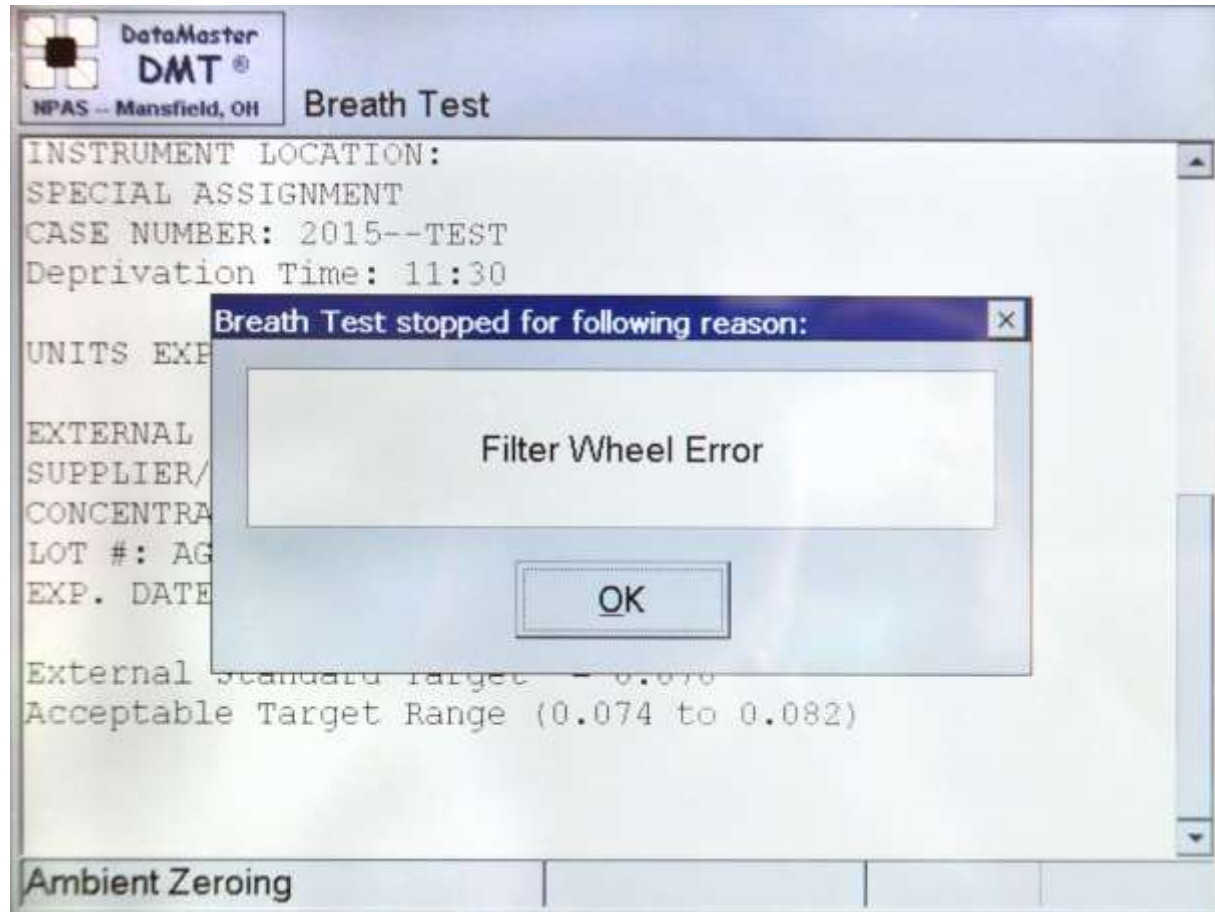 DataMaster
DMT ®
NPAS -- Mansfield, OH
Breath Test
INSTRUMENT LOCATION:
SPECIAL ASSIGNMENT
CASE NUMBER: 2015--TEST
Deprivation Time: 11:30
Breath Test stopped for following reason:
UNITS EXP
Filter Wheel Error
EXTERNAL
SUPPLIER/
CONCENTRA
LOT #: AG
EXP. DATE
OK
External Standard Target =
Acceptable Target Range (0.074 to 0.082)
Ambient Zeroing